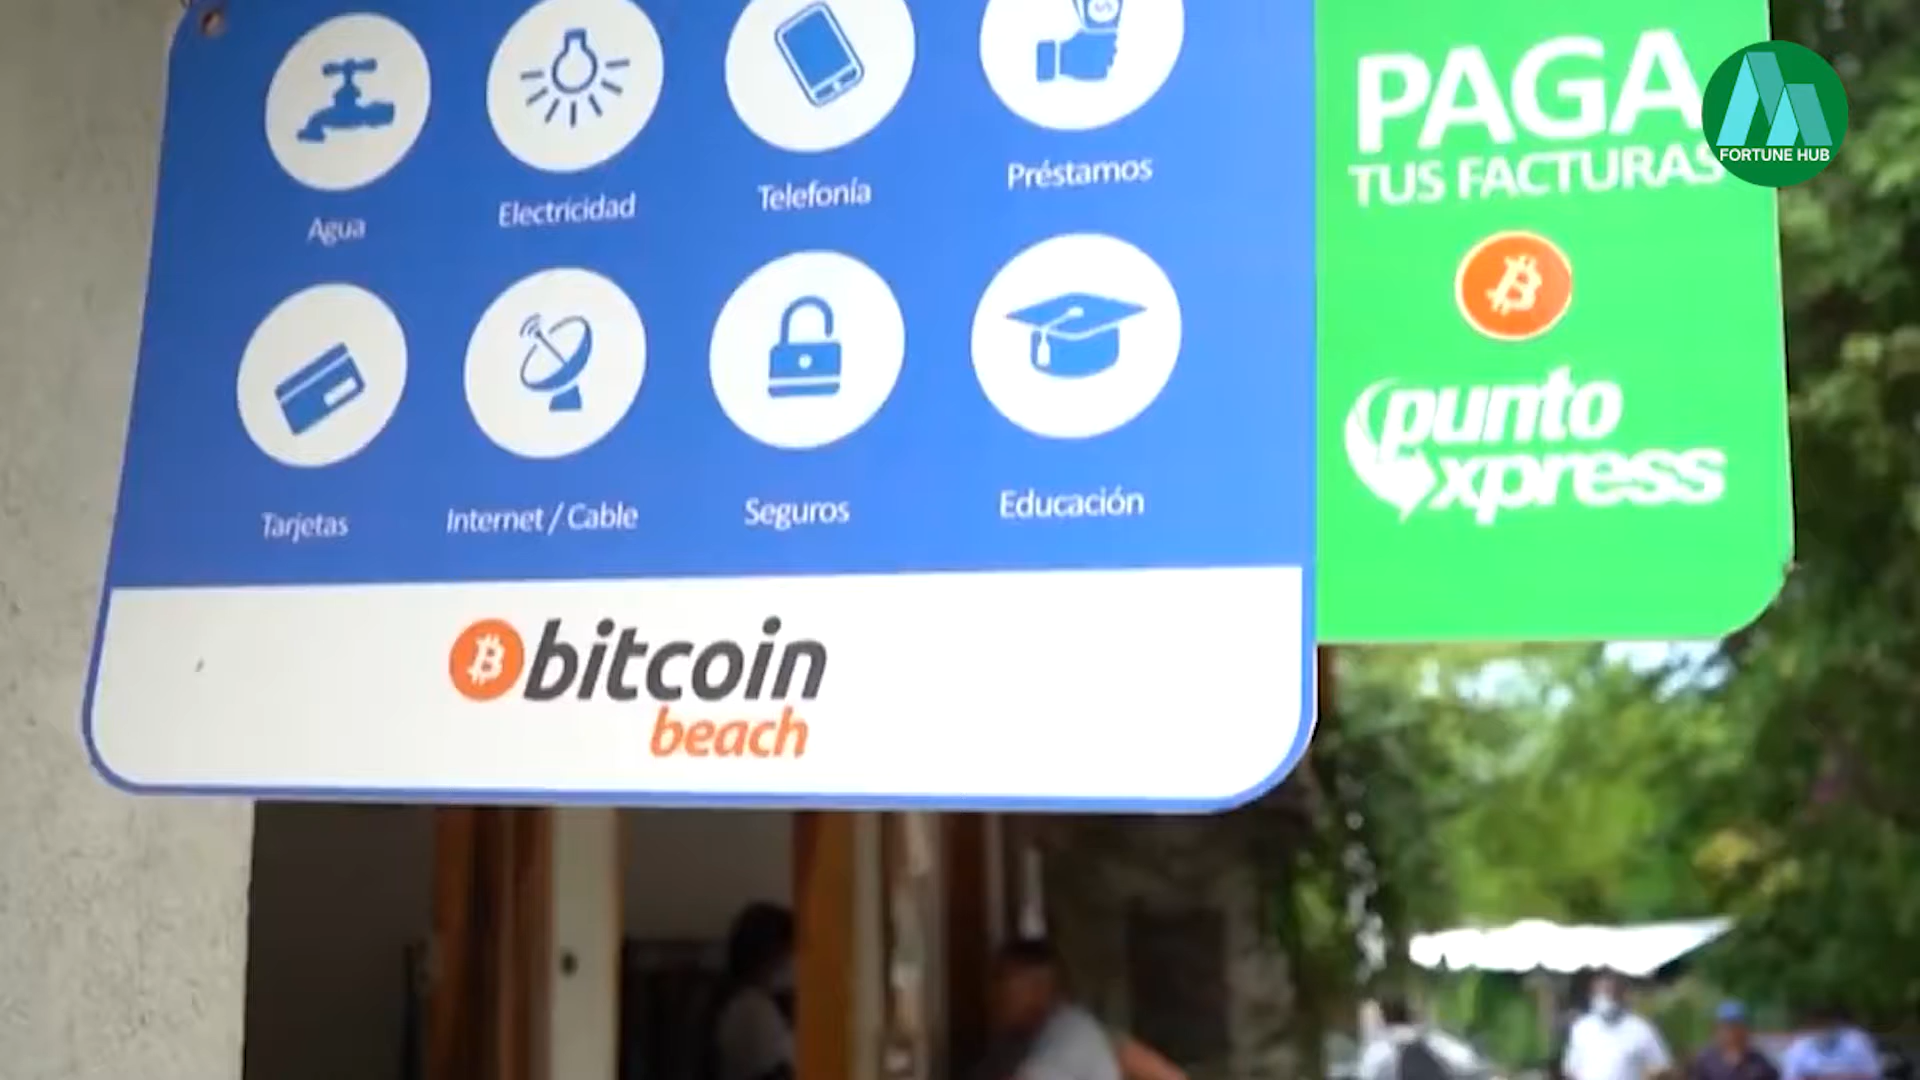 Agua
Electricidad
Telefonía
Préstamos
Tarjetas
Internet / Cable
Seguros
Educación
bitcoin
beach
PAGA
TUS FACTURAS
punto
xpress
FORTUNE HUB